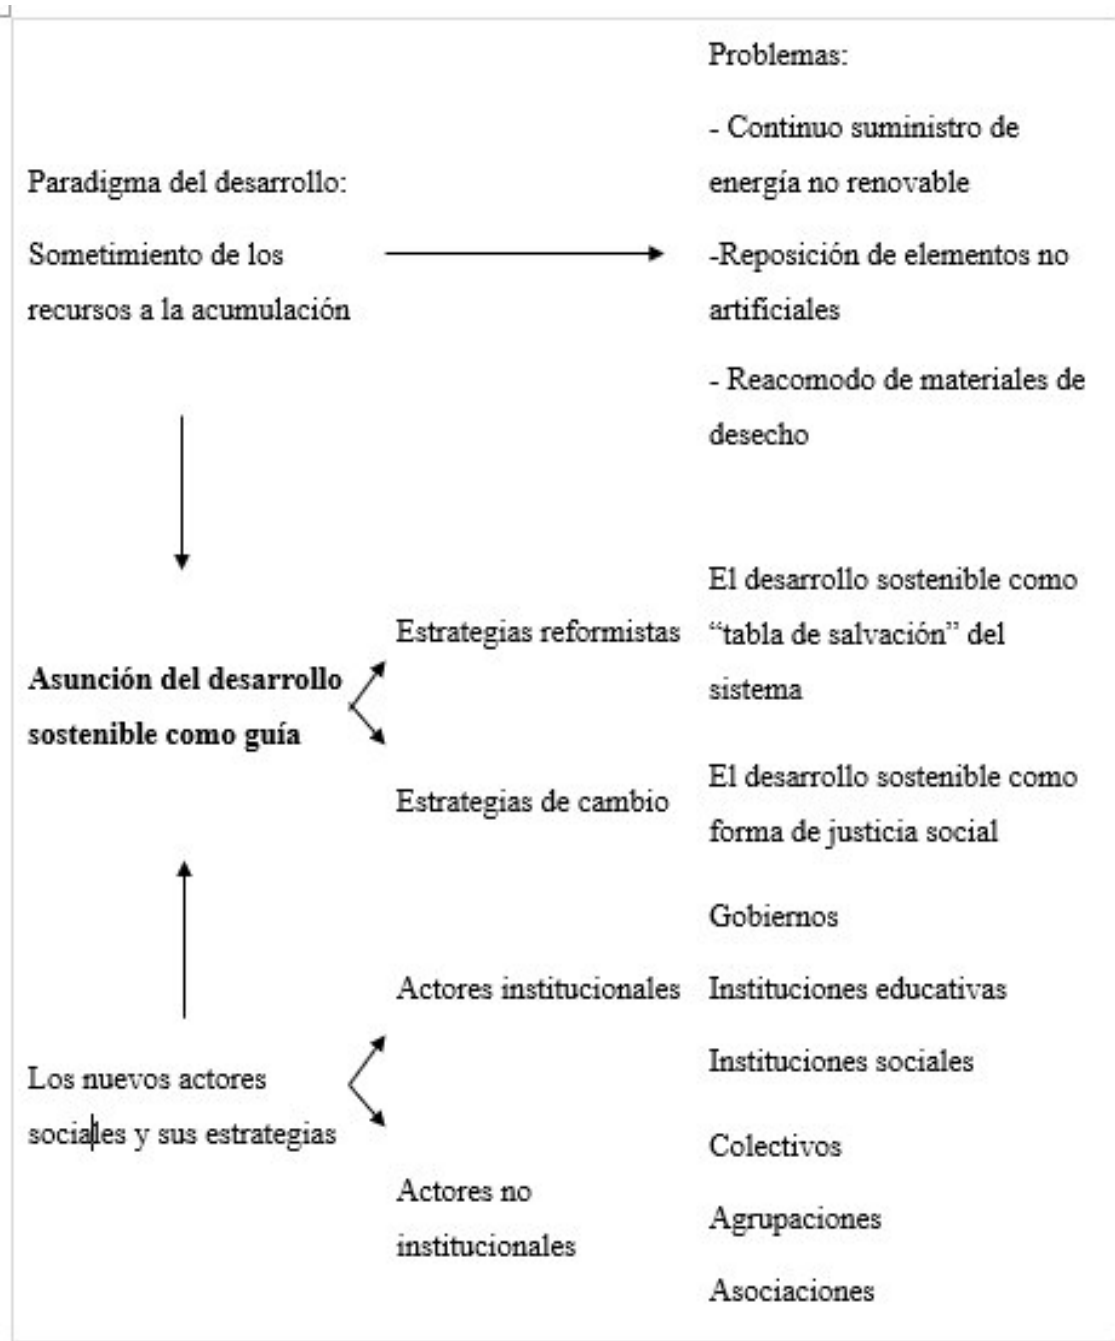 Problemas:
- Continuo suministro de
energía no renovable
-Reposición de elementos no
artificiales
- Reacomodo de materiales de
desecho
Paradigma del desarrollo:
Sometimiento de los
recursos a la acumulación
Asunción del desarrollo
sostenible como guía
Estrategias reformistas
El desarrollo sostenible como
“tabla de salvación” del
sistema
Estrategias de cambio
El desarrollo sostenible como
forma de justicia social
Los nuevos actores
sociales y sus estrategias
Actores institucionales
Gobiernos
Instituciones educativas
Instituciones sociales
Actores no
institucionales
Colectivos
Agrupaciones
Asociaciones